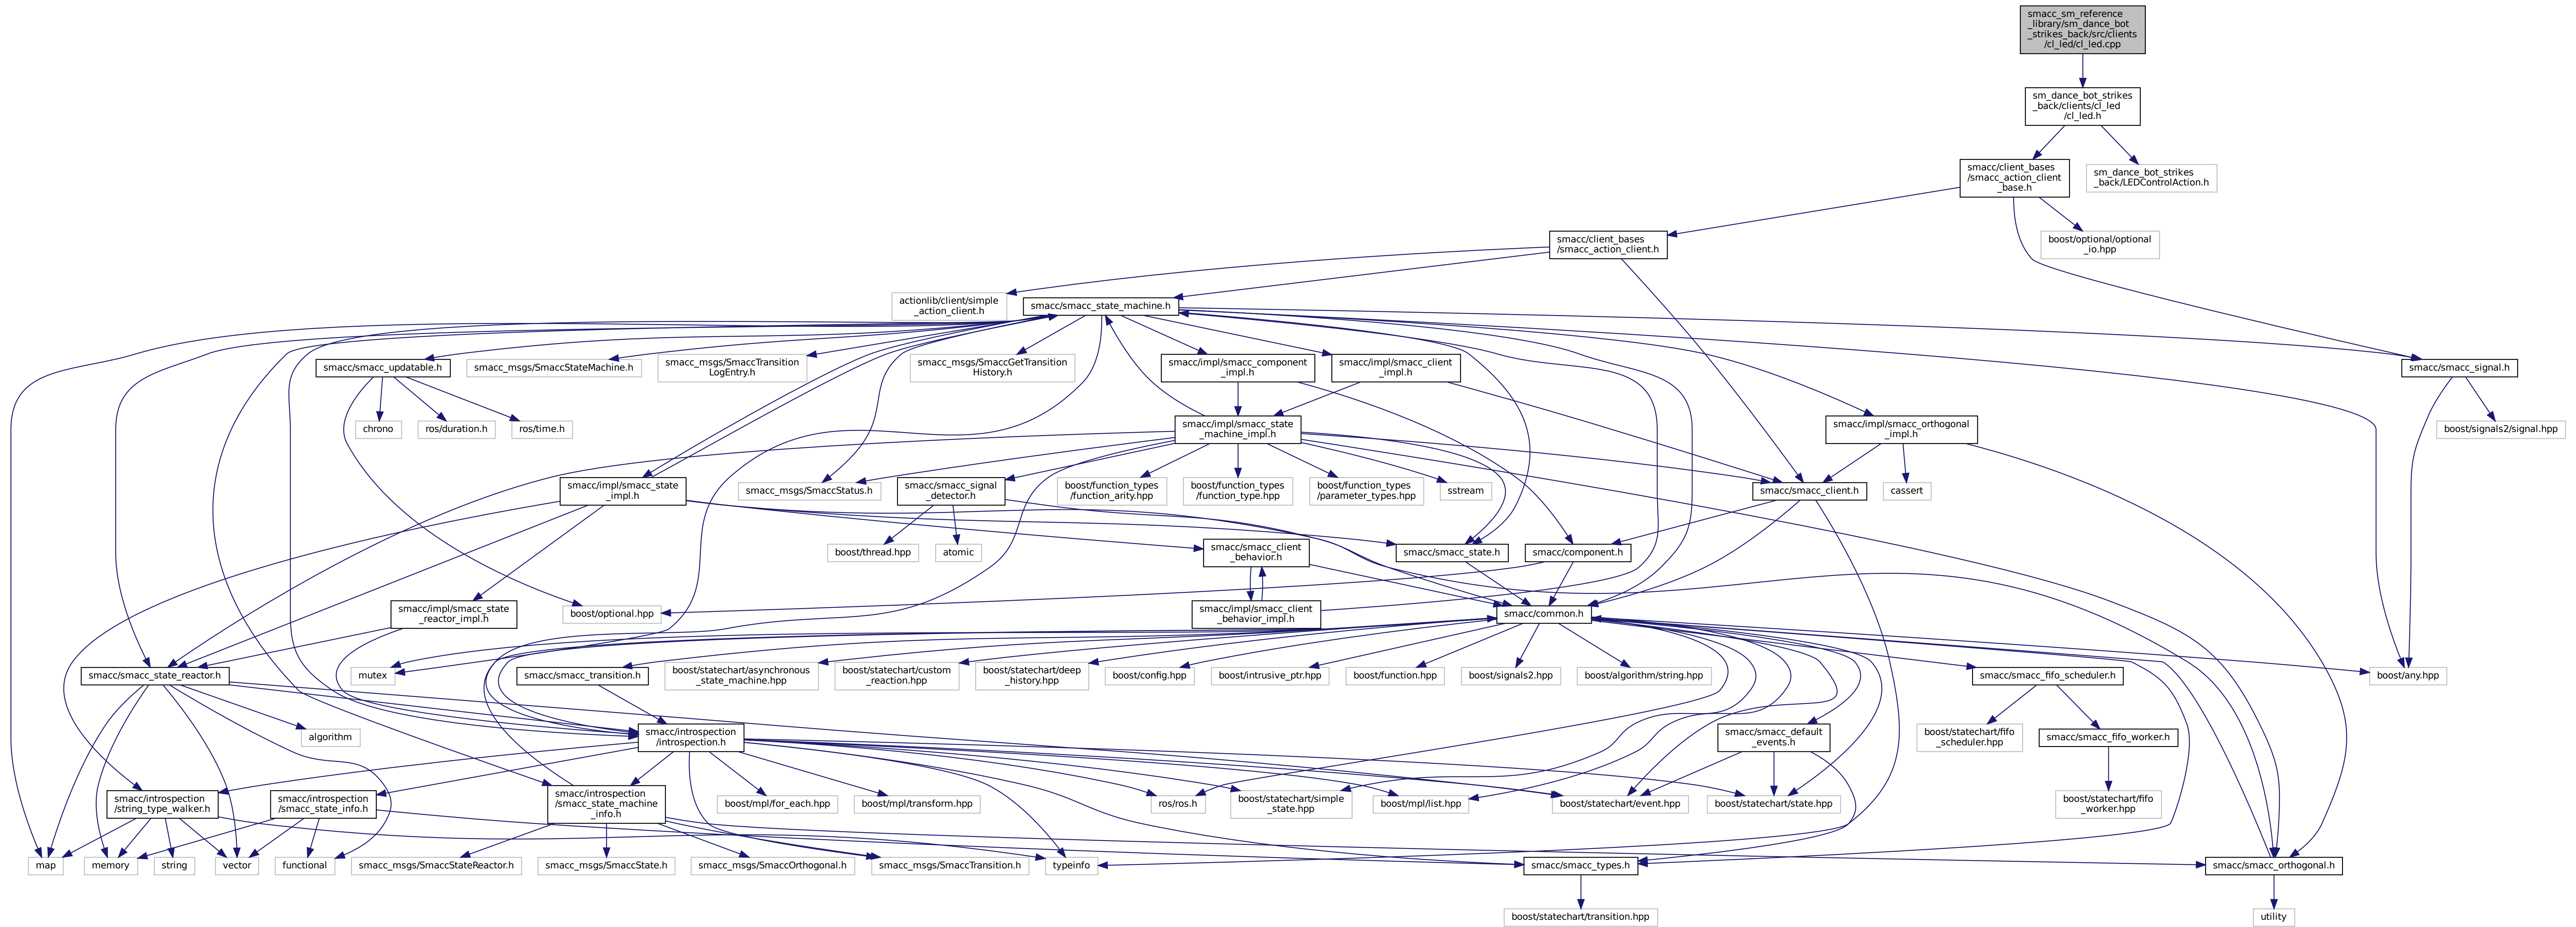 smacc_sm_reference
_library/sm_dance_bot
_strikes_back/src/clients
/cl_led/cl_led.cpp
sm_dance_bot_strikes
_back/clients/cl_led
/cl_led.h
smacc/client_bases
/smacc_action_client
_base.h
sm_dance_bot_strikes
_back/LEDControlAction.h
smacc/client_bases
/smacc_action_client.h
boost/optional/optional
_io.hpp
actionlib/client/simple
_action_client.h
smacc/smacc_state_machine.h
smacc/smacc_updatable.h
smacc_msgs/SmaccStateMachine.h
smacc_msgs/SmaccTransition
LogEntry.h
smacc_msgs/SmaccGetTransition
History.h
smacc/impl/smacc_component
_impl.h
smacc/impl/smacc_client
_impl.h
smacc/smacc_signal.h
chrono
ros/duration.h
ros/time.h
smacc/impl/smacc_state
_machine_impl.h
smacc/impl/smacc_orthogonal
_impl.h
boost/signals2/signal.hpp
smacc/impl/smacc_state
_impl.h
smacc_msgs/SmaccStatus.h
smacc/smacc_signal
_detector.h
boost/function_types
/function_arity.hpp
boost/function_types
/function_type.hpp
boost/function_types
/parameter_types.hpp
sstream
smacc/smacc_client.h
cassert
boost/thread.hpp
atomic
smacc/smacc_client
_behavior.h
smacc/smacc_state.h
smacc/component.h
smacc/impl/smacc_state
_reactor_impl.h
boost/optional.hpp
smacc/impl/smacc_client
_behavior_impl.h
smacc/common.h
smacc/smacc_state_reactor.h
mutex
smacc/smacc_transition.h
boost/statechart/asynchronous
_state_machine.hpp
boost/statechart/custom
_reaction.hpp
boost/statechart/deep
_history.hpp
boost/config.hpp
boost/intrusive_ptr.hpp
boost/function.hpp
boost/signals2.hpp
boost/algorithm/string.hpp
smacc/smacc_fifo_scheduler.h
boost/any.hpp
algorithm
smacc/introspection
/introspection.h
smacc/smacc_default
_events.h
boost/statechart/fifo
_scheduler.hpp
smacc/smacc_fifo_worker.h
smacc/introspection
/string_type_walker.h
smacc/introspection
/smacc_state_info.h
smacc/introspection
/smacc_state_machine
_info.h
boost/mpl/for_each.hpp
boost/mpl/transform.hpp
ros/ros.h
boost/statechart/simple
_state.hpp
boost/mpl/list.hpp
boost/statechart/event.hpp
boost/statechart/state.hpp
boost/statechart/fifo
_worker.hpp
map
memory
string
vector
functional
smacc_msgs/SmaccStateReactor.h
smacc_msgs/SmaccState.h
smacc_msgs/SmaccOrthogonal.h
smacc_msgs/SmaccTransition.h
typeinfo
smacc/smacc_types.h
smacc/smacc_orthogonal.h
boost/statechart/transition.hpp
utility